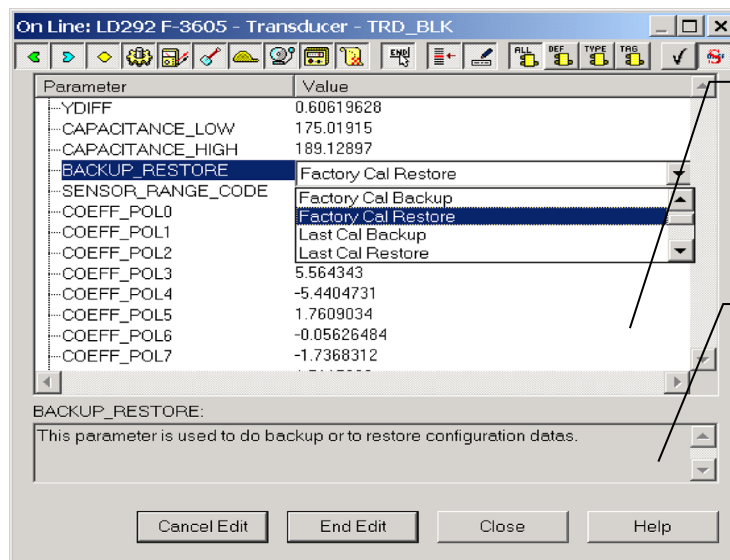 On Line: LD292 F-3605 - Transducer - TRD_BLK
END ALL DEF TYPE TAG
Parameter Value
YDIFF 0.60619628
CAPACITANCE_LOW 175.01915
CAPACITANCE_HIGH 189.12897
BACKUP_RESTORE Factory Cal Restore
SENSOR_RANGE_CODE Factory Cal Backup
COEFF_POL0 Factory Cal Restore
COEFF_POL1 Last Cal Backup
COEFF_POL2 Last Cal Restore
COEFF_POL3 5.564343
COEFF_POL4 -5.4404731
COEFF_POL5 1.7609034
COEFF_POL6 -0.05626484
COEFF_POL7 -1.7368312
BACKUP_RESTORE:
This parameter is used to do backup or to restore configuration datas.
Cancel Edit End Edit Close Help